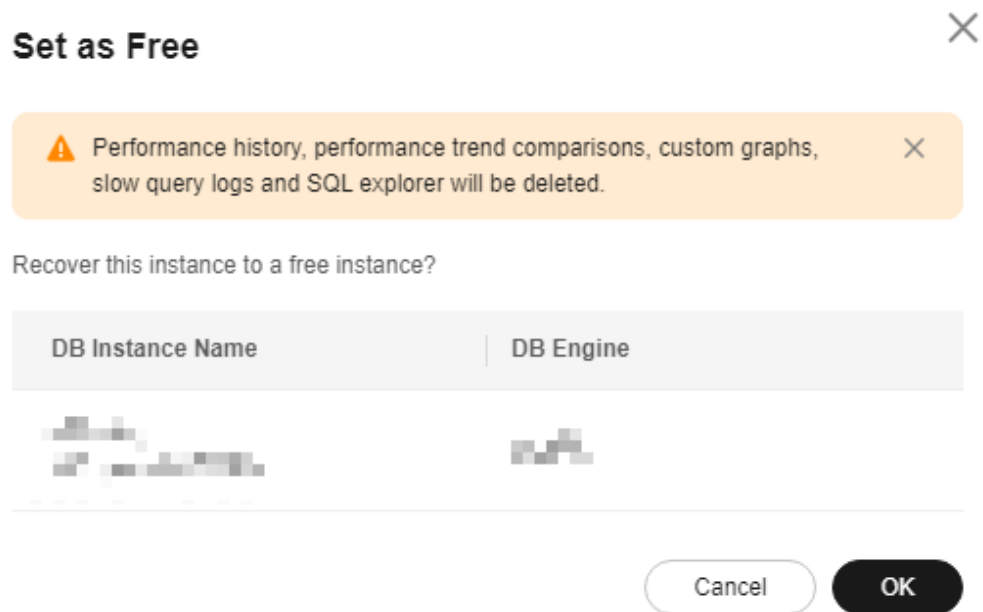 Set as Free
Performance history, performance trend comparisons, custom graphs,
slow query logs and SQL explorer will be deleted.
Recover this instance to a free instance?
DB Instance Name
DB Engine
Cancel
OK